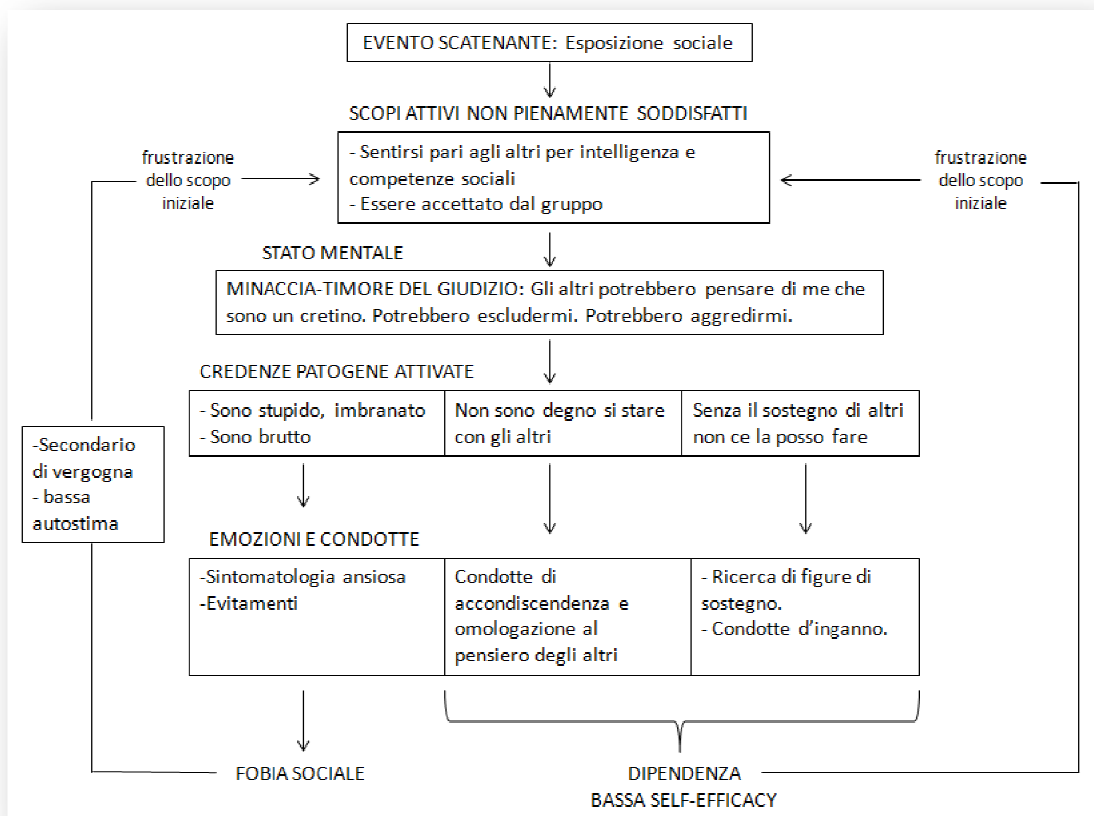 EVENTO SCATENANTE: Esposizione sociale
SCOPI ATTIVI NON PIENAMENTE SODDISFATTI
frustrazione
dello scopo
iniziale
- Sentirsi pari agli altri per intelligenza e
competenze sociali
- Essere accettato dal gruppo
frustrazione
dello scopo
iniziale
STATO MENTALE
MINACCIA-TIMORE DEL GIUDIZIO: Gli altri potrebbero pensare di me che
sono un cretino. Potrebbero escludermi. Potrebbero aggredirmi.
CREDENZE PATOGENE ATTIVATE
- Sono stupido, imbranato
- Sono brutto
Non sono degno si stare
con gli altri
Senza il sostegno di altri
non ce la posso fare
-Secondario
di vergogna
- bassa
autostima
EMOZIONI E CONDOTTE
-Sintomatologia ansiosa
-Evitamenti
Condotte di
accondiscendenza e
omologazione al
pensiero degli altri
- Ricerca di figure di
sostegno.
- Condotte d'inganno.
FOBIA SOCIALE
DIPENDENZA
BASSA SELF-EFFICACY